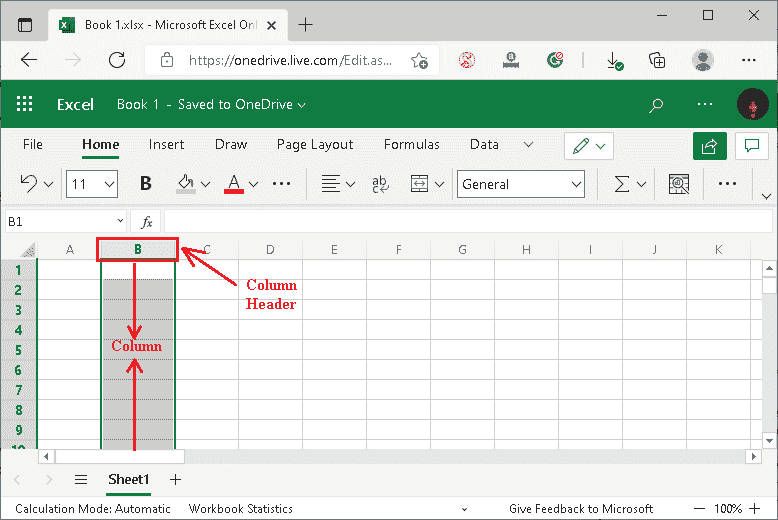 Book 1.xlsx - Microsoft Excel Onl
https://onedrive.live.com/Edit.as...
Excel Book 1 - Saved to OneDrive
File Home Insert Draw Page Layout Formulas Data
11 B A ab General
B1 fx
A B C D E F G H I J K
1
Column
2
Header
3
4
Column
5
6
7
8
9
10
Sheet1
Calculation Mode: Automatic Workbook Statistics Give Feedback to Microsoft 100%